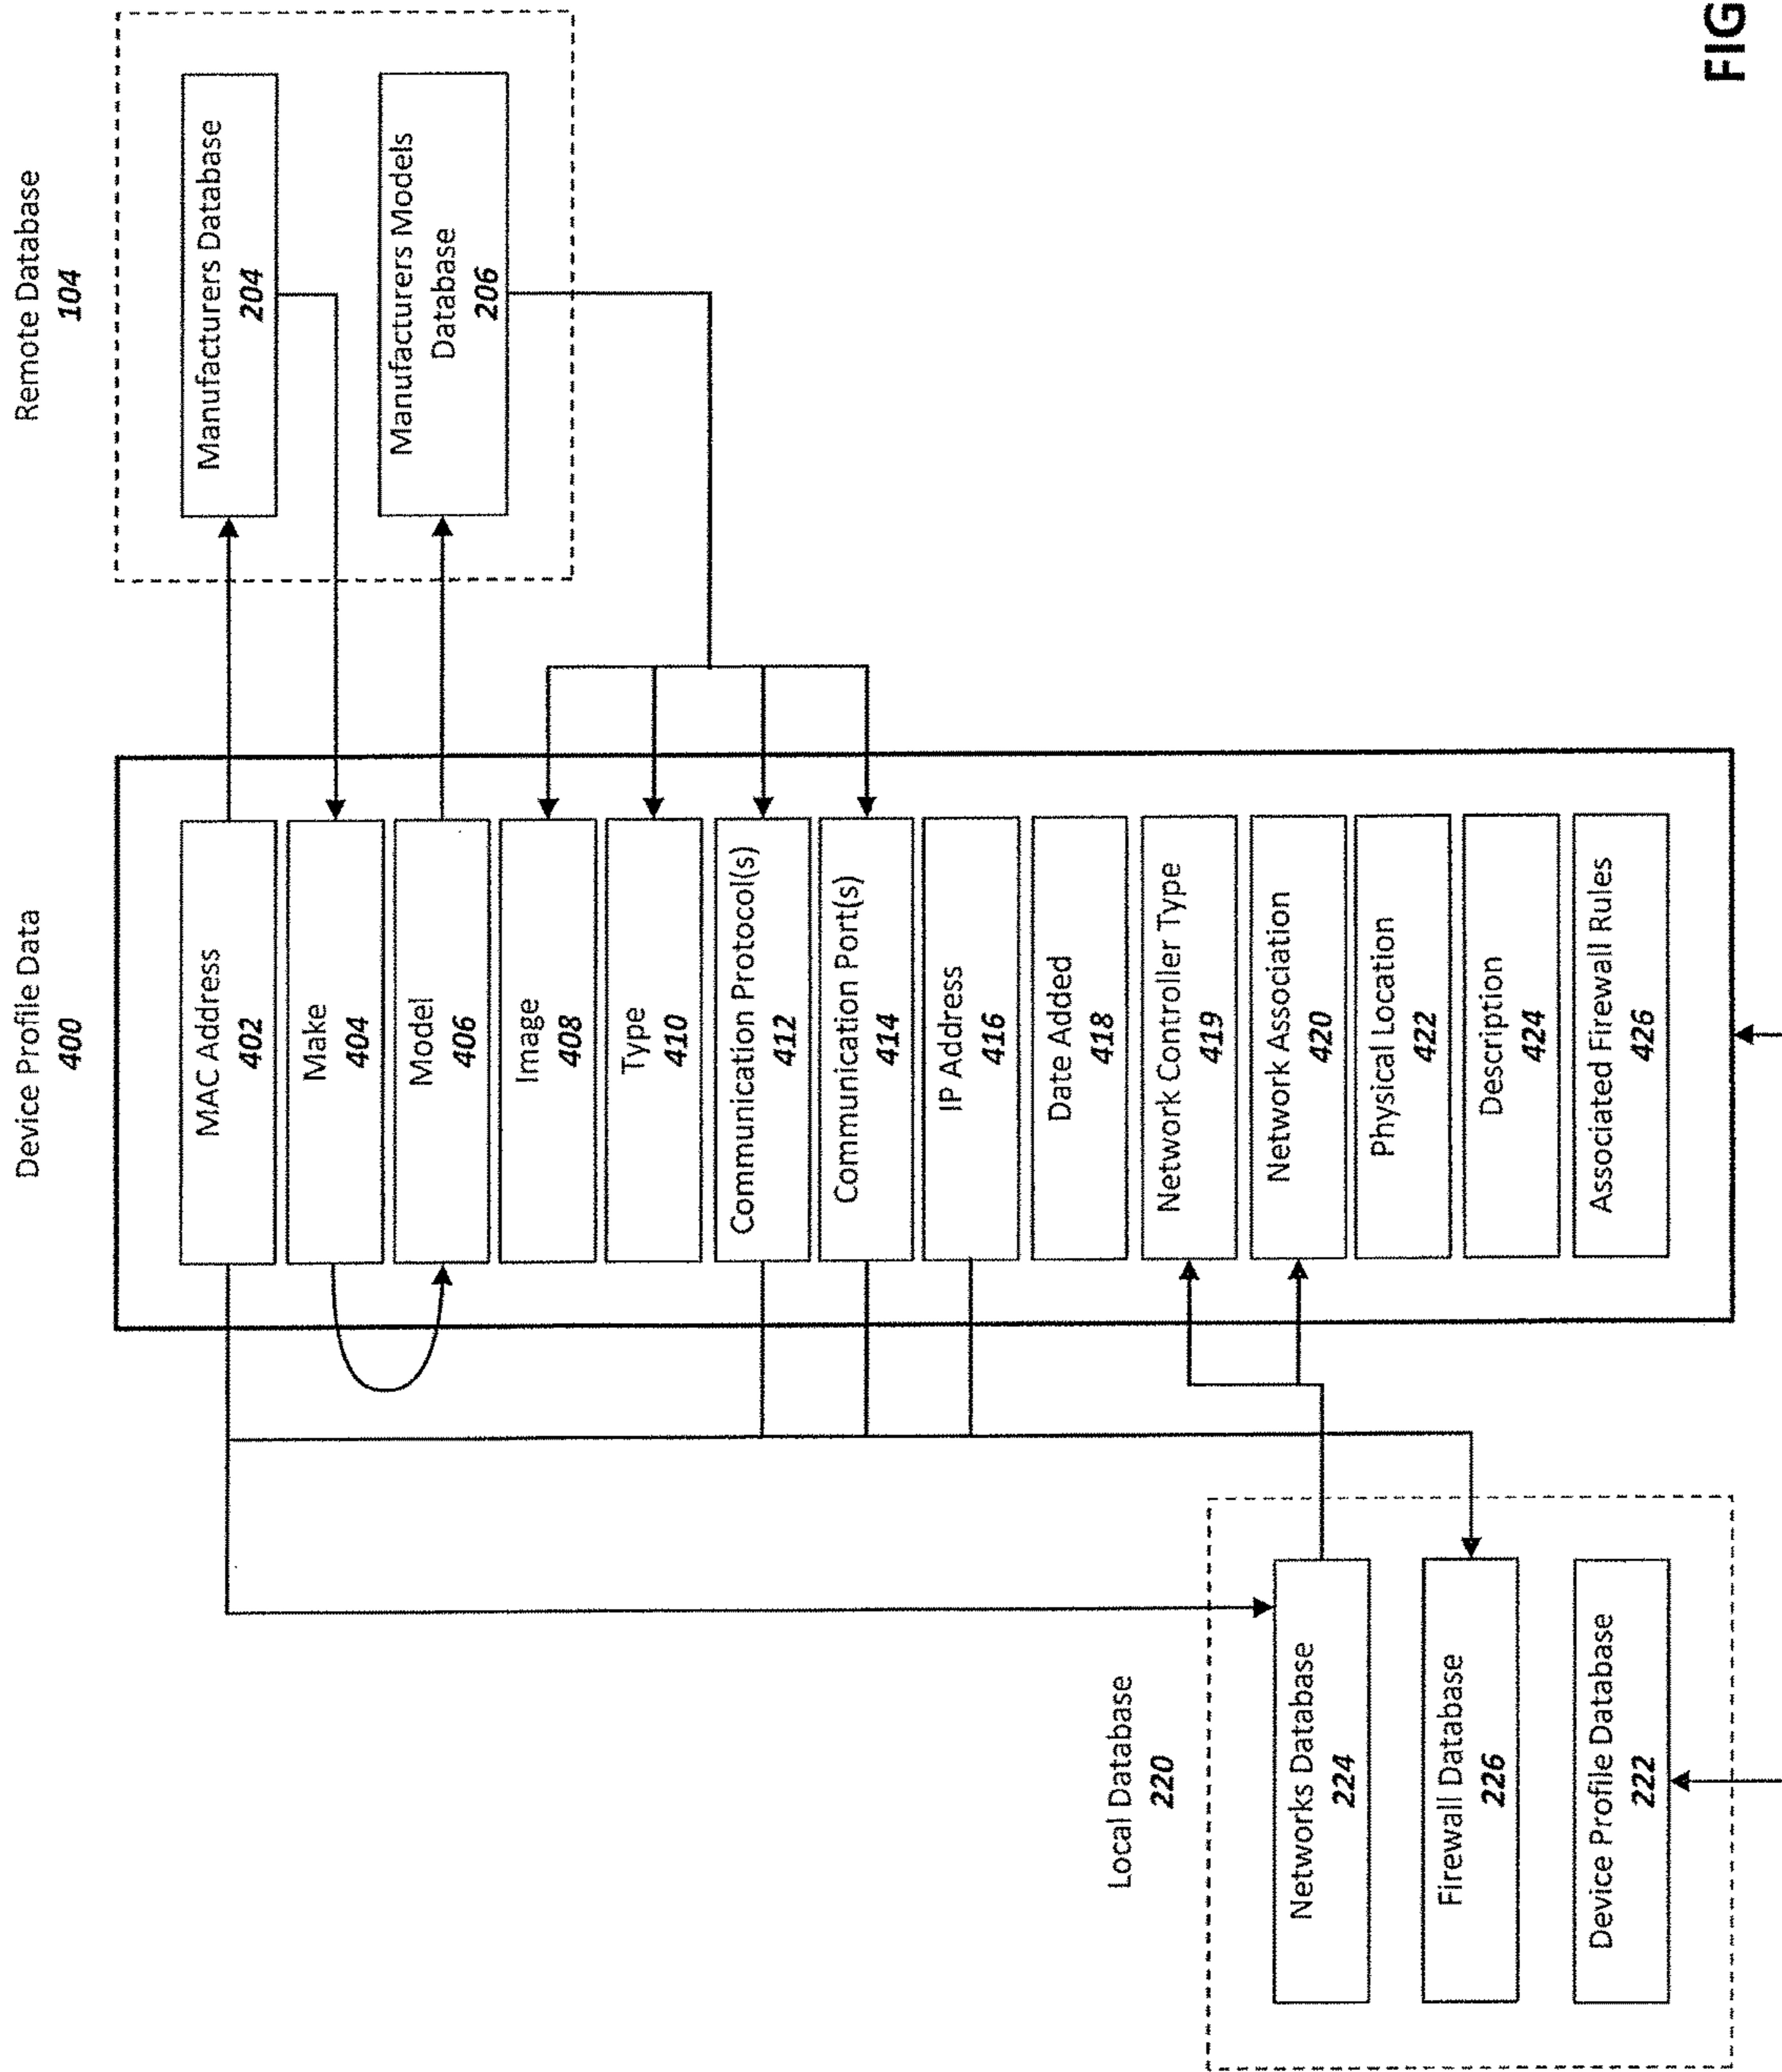 Local Database
220
Networks Database
224
Firewall Database
226
Device Profile Database
222
Device Profile Data
400
MAC Address
402
Make
404
Model
406
Image
408
Type
410
Communication Protocol(s)
412
Communication Port(s)
414
IP Address
416
Date Added
418
Network Controller Type
419
Network Association
420
Physical Location
422
Description
424
Associated Firewall Rules
426
Remote Database
104
Manufacturers Database
204
Manufacturers Models
Database
206
FIG